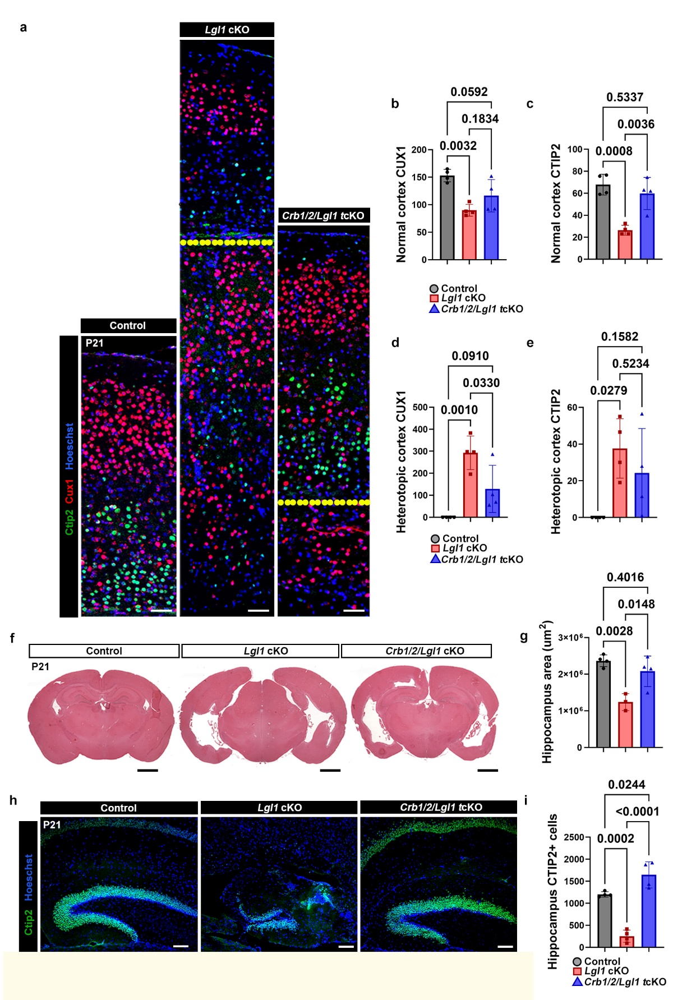 a
Lgl1 cKO
Crb1/2/Lgl1 tcKO
Control
P21
Ctip2 Cux1 Hoeschst
b
0.0592
0.1834
0.0032
Normal cortex CUX1
200
150
100
50
0
c
0.5337
0.0036
0.0008
Normal cortex CTIP2
100
80
60
40
20
0
Control
Lgl1 cKO
Crb1/2/Lgl1 tcKO
d
0.0910
0.0330
0.0010
Heterotopic cortex CUX1
500
400
300
200
100
0
e
0.1582
0.5234
0.0279
Heterotopic cortex CTIP2
60
40
20
0
Control
Lgl1 cKO
Crb1/2/Lgl1 tcKO
f
Control
Lgl1 cKO
Crb1/2/Lgl1 cKO
P21
g
0.4016
0.0148
0.0028
Hippocampus area (um²)
3×10⁶
2×10⁶
1×10⁶
0
h
Control
Lgl1 cKO
Crb1/2/Lgl1 tcKO
P21
Ctip2 Hoeschst
i
0.0244
<0.0001
0.0002
Hippocampus CTIP2+ cells
2500
2000
1500
1000
500
0
Control
Lgl1 cKO
Crb1/2/Lgl1 tcKO